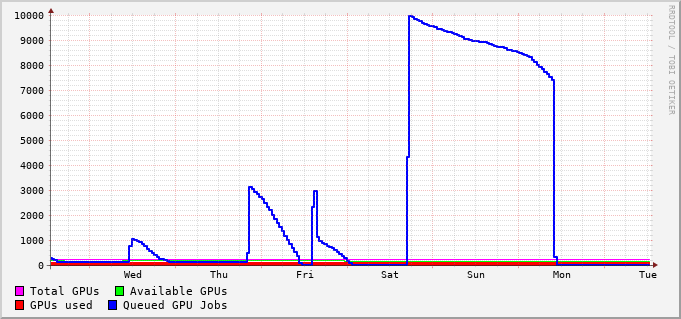 10000
9000
8000
7000
6000
5000
4000
3000
2000
1000
0
Wed Thu Fri Sat Sun Mon Tue
Total GPUs Available GPUs
GPUs used Queued GPU Jobs
RRDTOOL / TOBI OETIKER